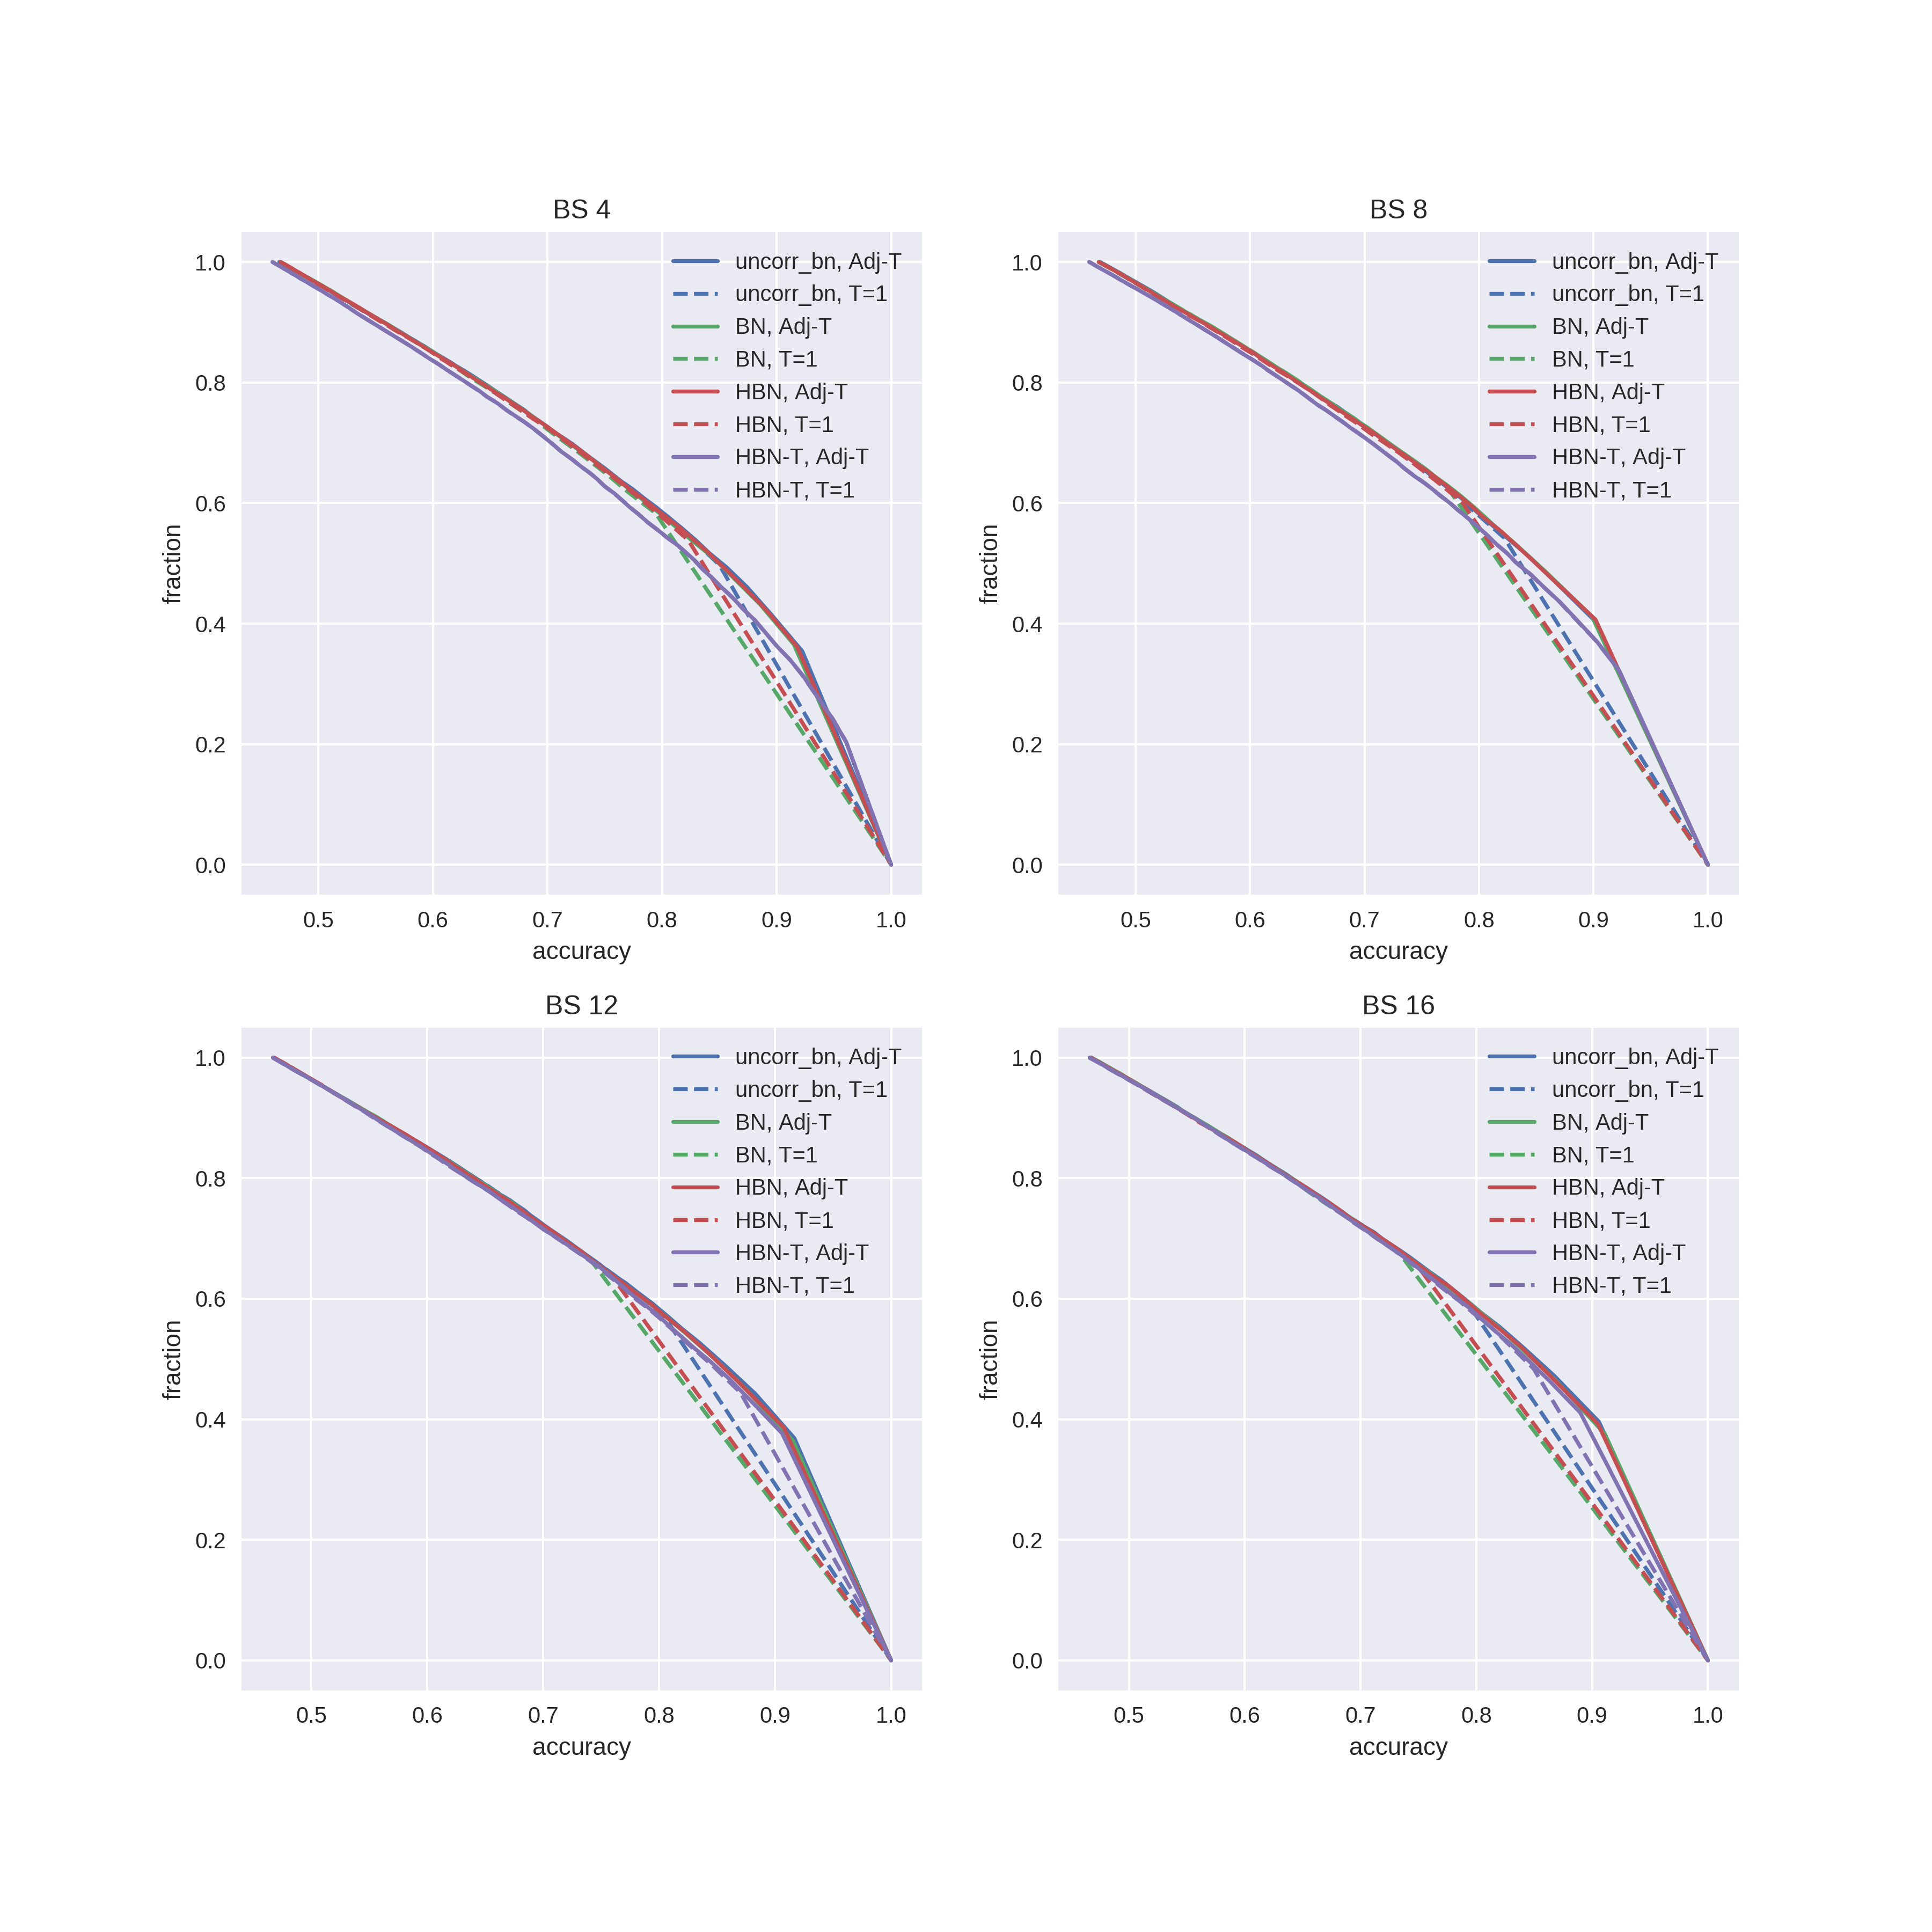 BS 4
1.0
0.8
0.6
0.4
0.2
0.0
fraction
uncorr_bn, Adj-T
uncorr_bn, T=1
BN, Adj-T
BN, T=1
HBN, Adj-T
HBN, T=1
HBN-T, Adj-T
HBN-T, T=1
0.5 0.6 0.7 0.8 0.9 1.0
accuracy
BS 8
1.0
0.8
0.6
0.4
0.2
0.0
fraction
uncorr_bn, Adj-T
uncorr_bn, T=1
BN, Adj-T
BN, T=1
HBN, Adj-T
HBN, T=1
HBN-T, Adj-T
HBN-T, T=1
0.5 0.6 0.7 0.8 0.9 1.0
accuracy
BS 12
1.0
0.8
0.6
0.4
0.2
0.0
fraction
uncorr_bn, Adj-T
uncorr_bn, T=1
BN, Adj-T
BN, T=1
HBN, Adj-T
HBN, T=1
HBN-T, Adj-T
HBN-T, T=1
0.5 0.6 0.7 0.8 0.9 1.0
accuracy
BS 16
1.0
0.8
0.6
0.4
0.2
0.0
fraction
uncorr_bn, Adj-T
uncorr_bn, T=1
BN, Adj-T
BN, T=1
HBN, Adj-T
HBN, T=1
HBN-T, Adj-T
HBN-T, T=1
0.5 0.6 0.7 0.8 0.9 1.0
accuracy